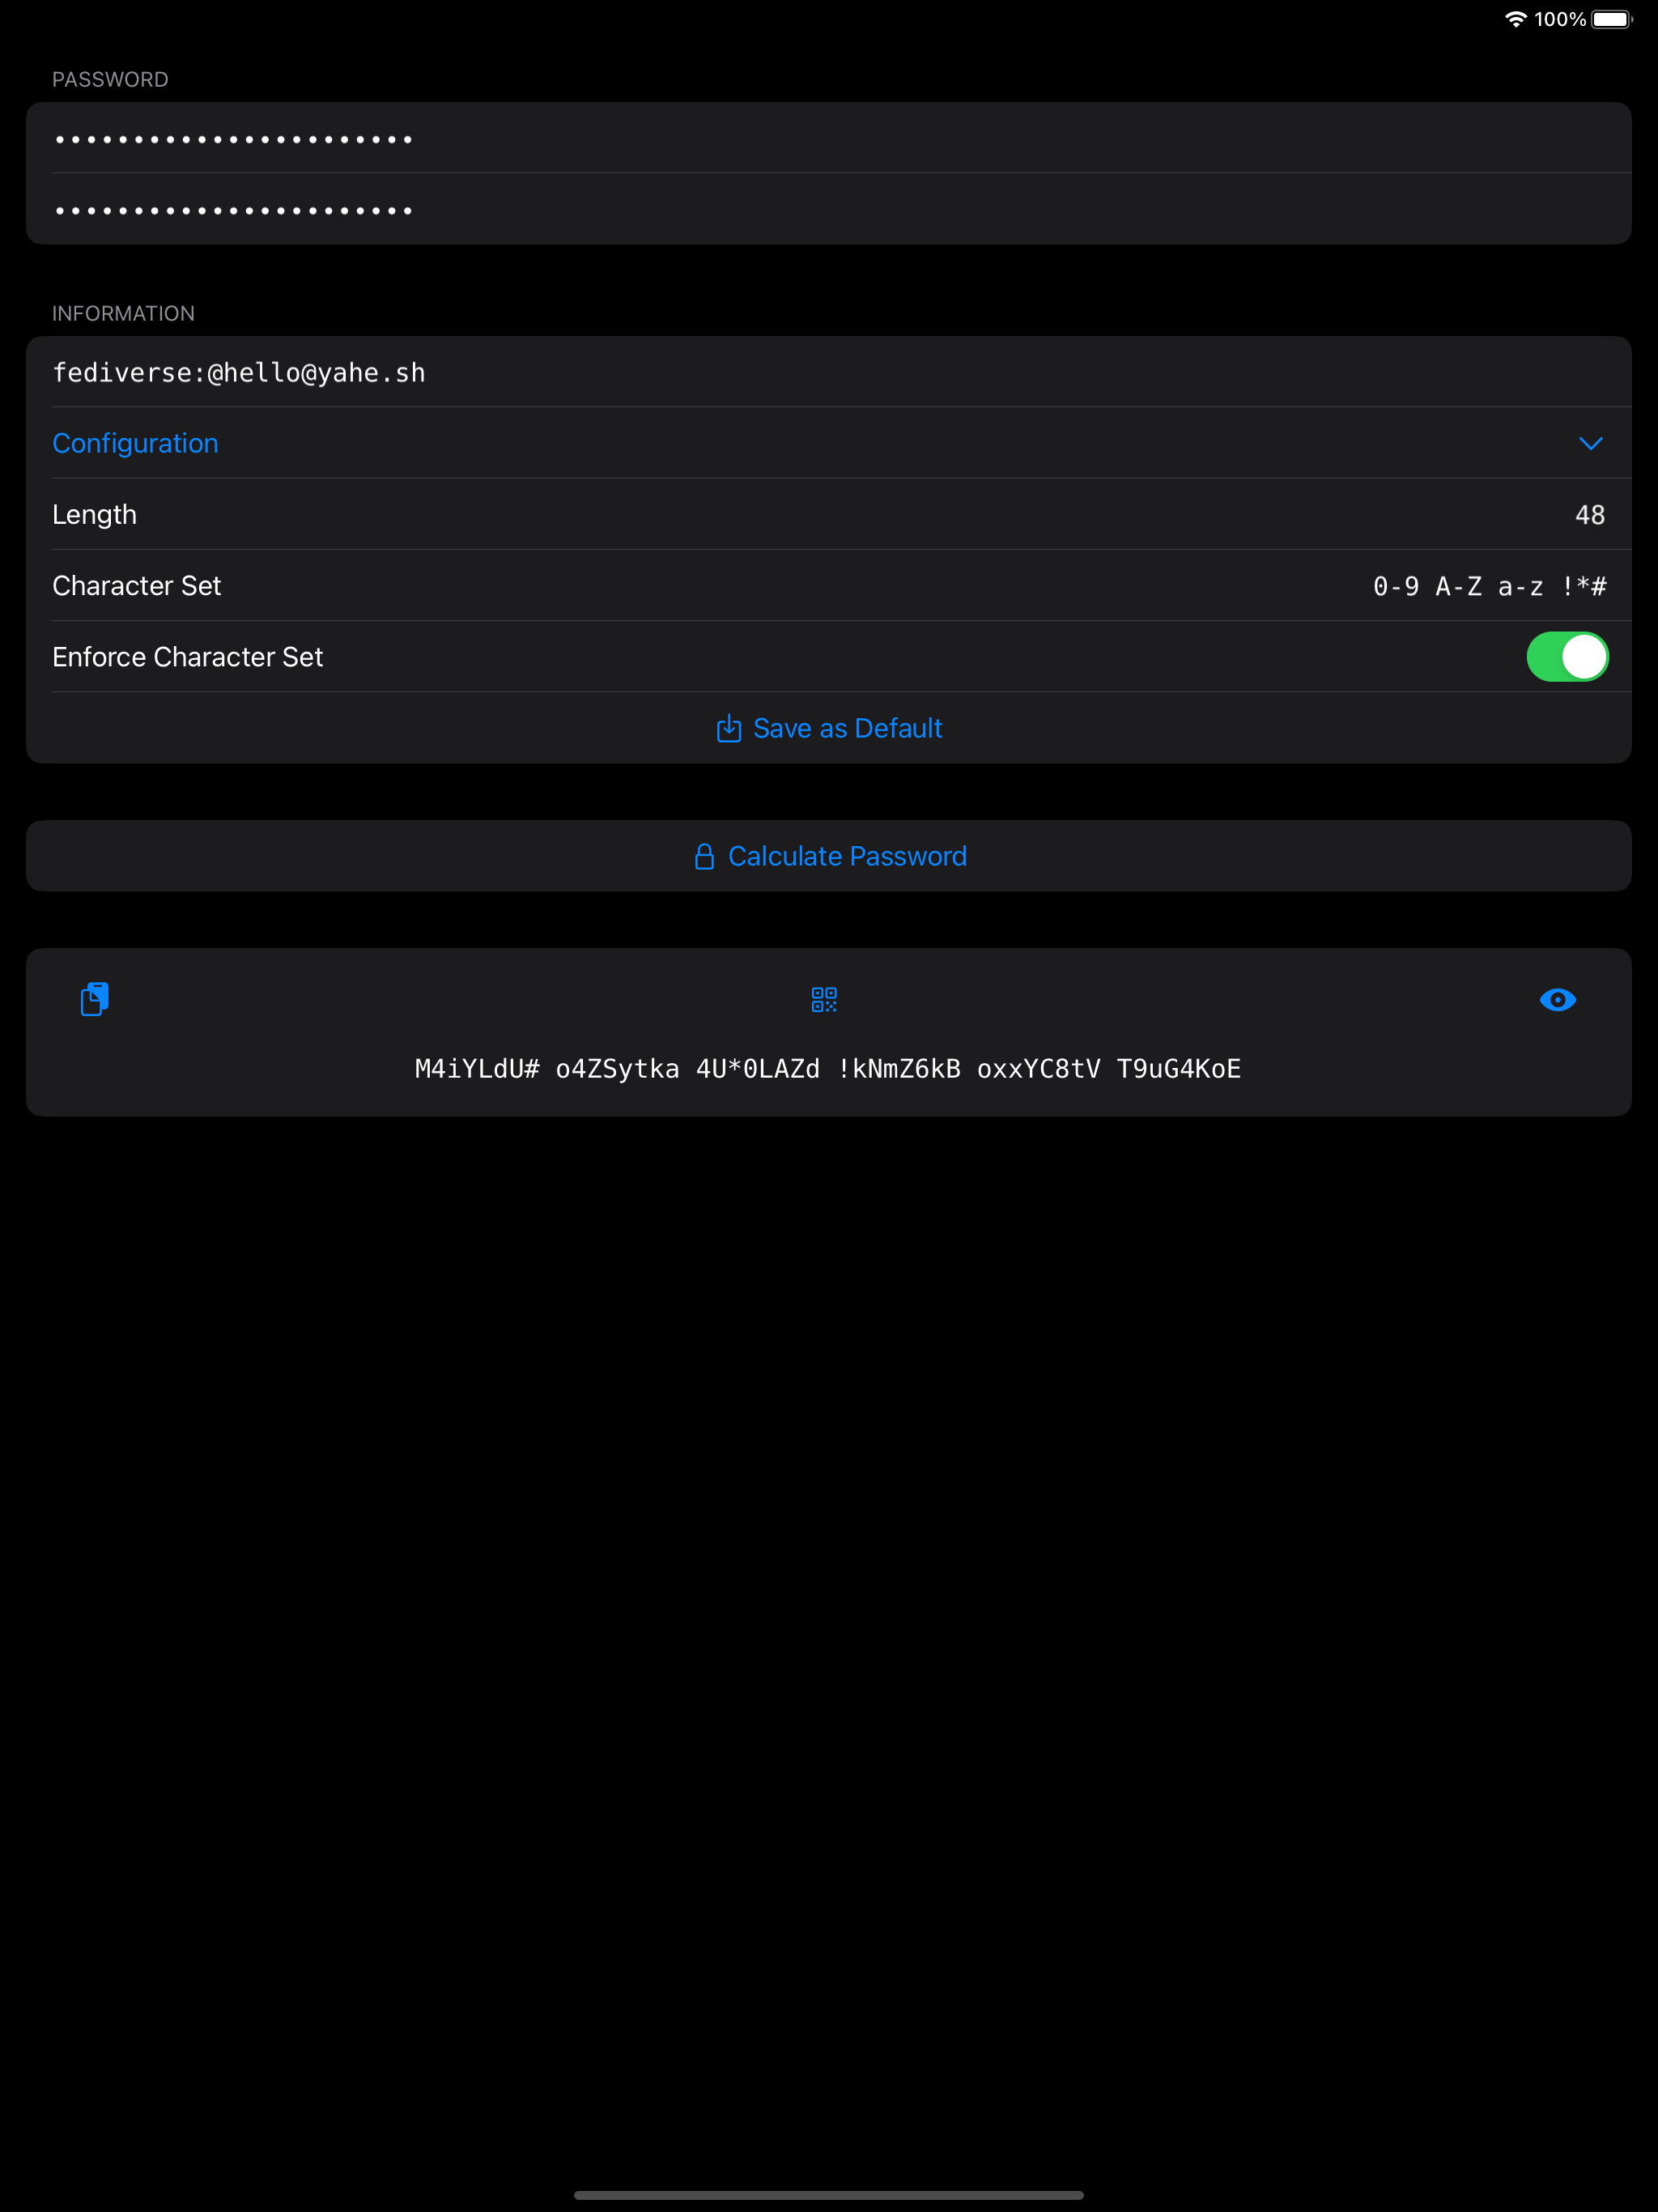 100%
PASSWORD
•••••••••••••••••••••••
•••••••••••••••••••••••
INFORMATION
fediverse:@hello@yahe.sh
Configuration
Length 48
Character Set 0-9 A-Z a-z !*#
Enforce Character Set
Save as Default
Calculate Password
M4iYLdU# o4ZSytka 4U*0LAZd !kNmZ6kB oxxYC8tV T9uG4KoE